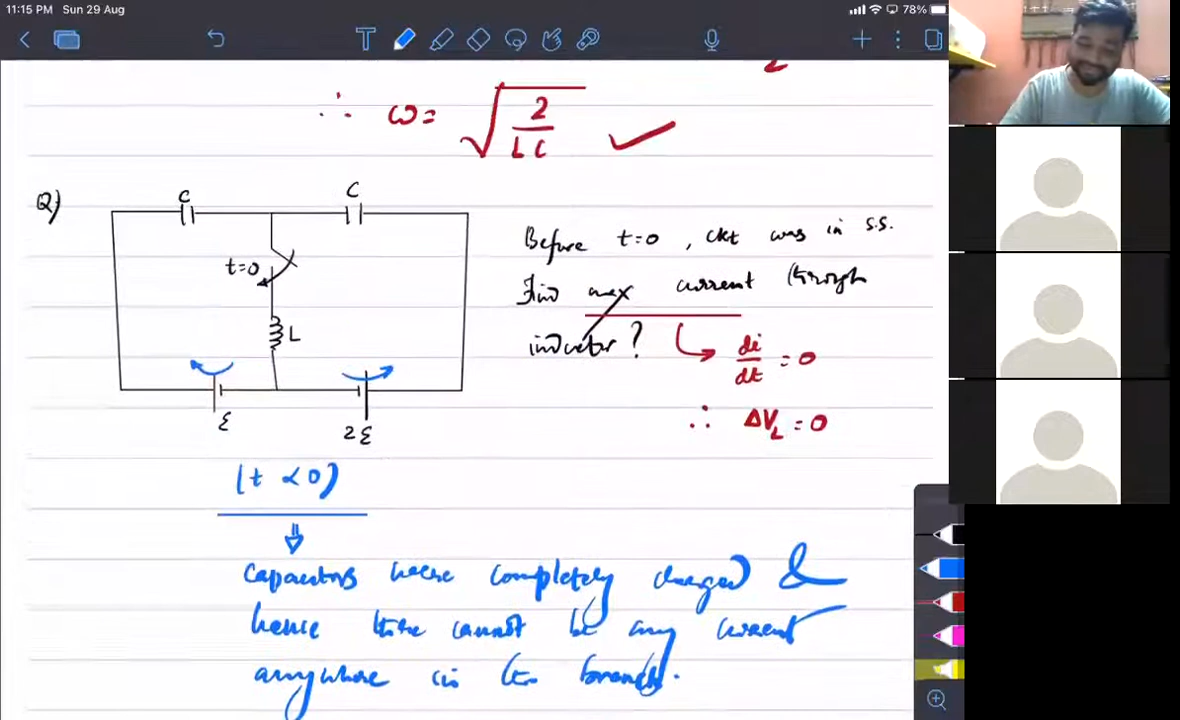 11:15 PM Sun 29 Aug
78%
∴ ω = √(2/LC)
Q)
C
C
t=0
L
ε
2ε
Before t=0, ckt was in s.s.
Find max current through
inductor?
di/dt = 0
∴ ΔV_L = 0
(t < 0)
capacitors were completely charged &
hence there cannot be any current
anywhere in the branch.